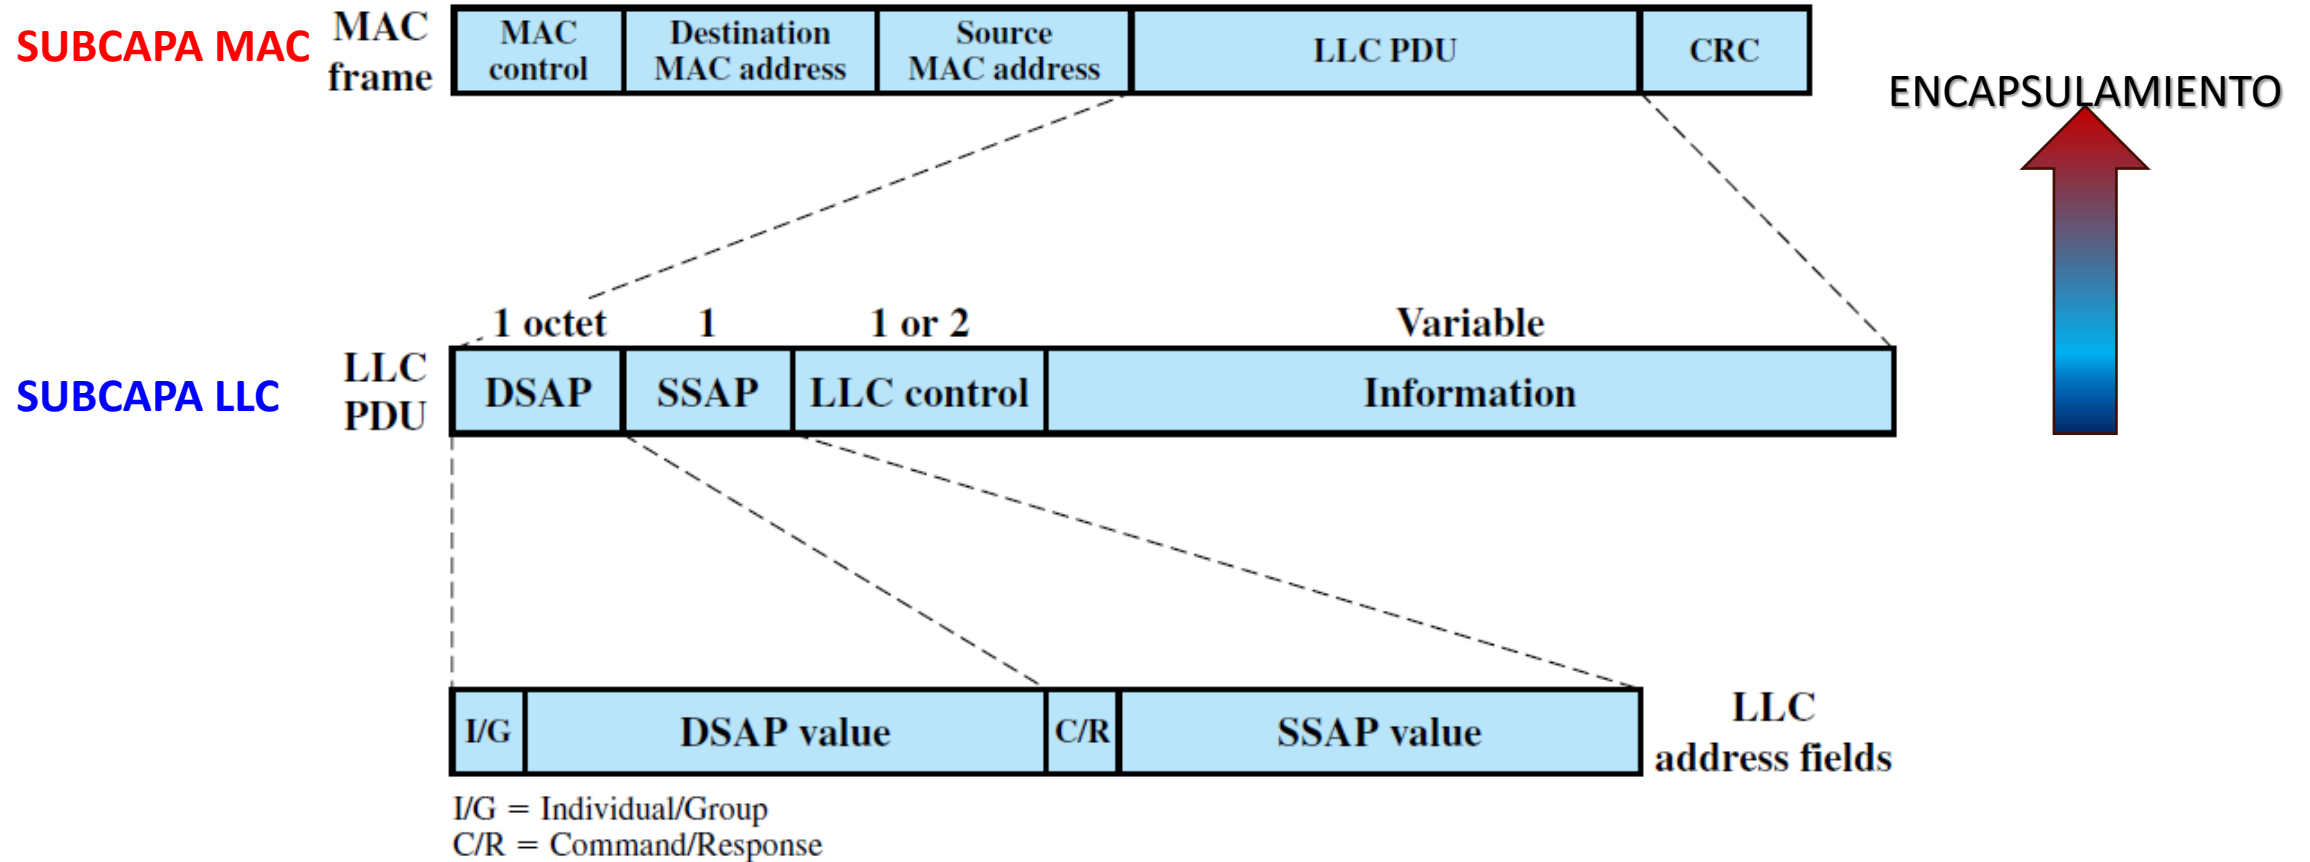 SUBCAPA MAC
MAC
frame
MAC
control
Destination
MAC address
Source
MAC address
LLC PDU
CRC
ENCAPSULAMIENTO
1 octet
1
1 or 2
Variable
SUBCAPA LLC
LLC
PDU
DSAP
SSAP
LLC control
Information
I/G
DSAP value
C/R
SSAP value
LLC
address fields
I/G = Individual/Group
C/R = Command/Response